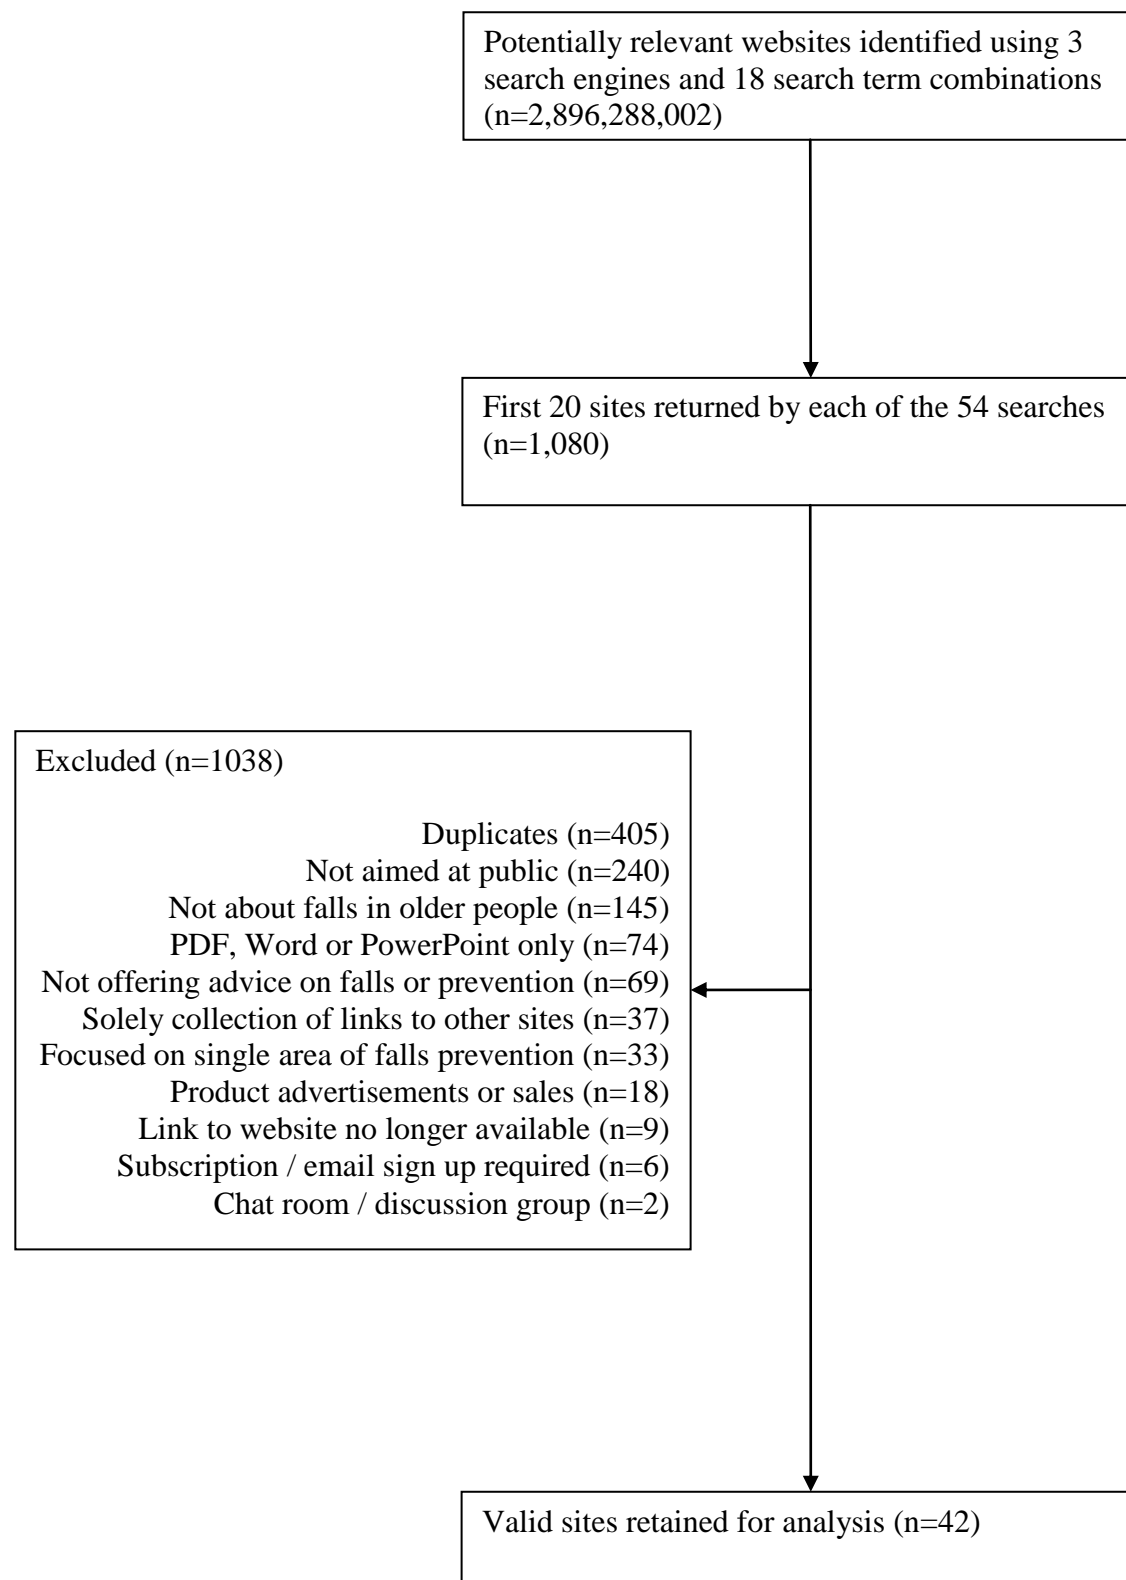 Potentially relevant websites identified using 3
search engines and 18 search term combinations
(n=2,896,288,002)
First 20 sites returned by each of the 54 searches
(n=1,080)
Excluded (n=1038)
Duplicates (n=405)
Not aimed at public (n=240)
Not about falls in older people (n=145)
PDF, Word or PowerPoint only (n=74)
Not offering advice on falls or prevention (n=69)
Solely collection of links to other sites (n=37)
Focused on single area of falls prevention (n=33)
Product advertisements or sales (n=18)
Link to website no longer available (n=9)
Subscription / email sign up required (n=6)
Chat room / discussion group (n=2)
Valid sites retained for analysis (n=42)